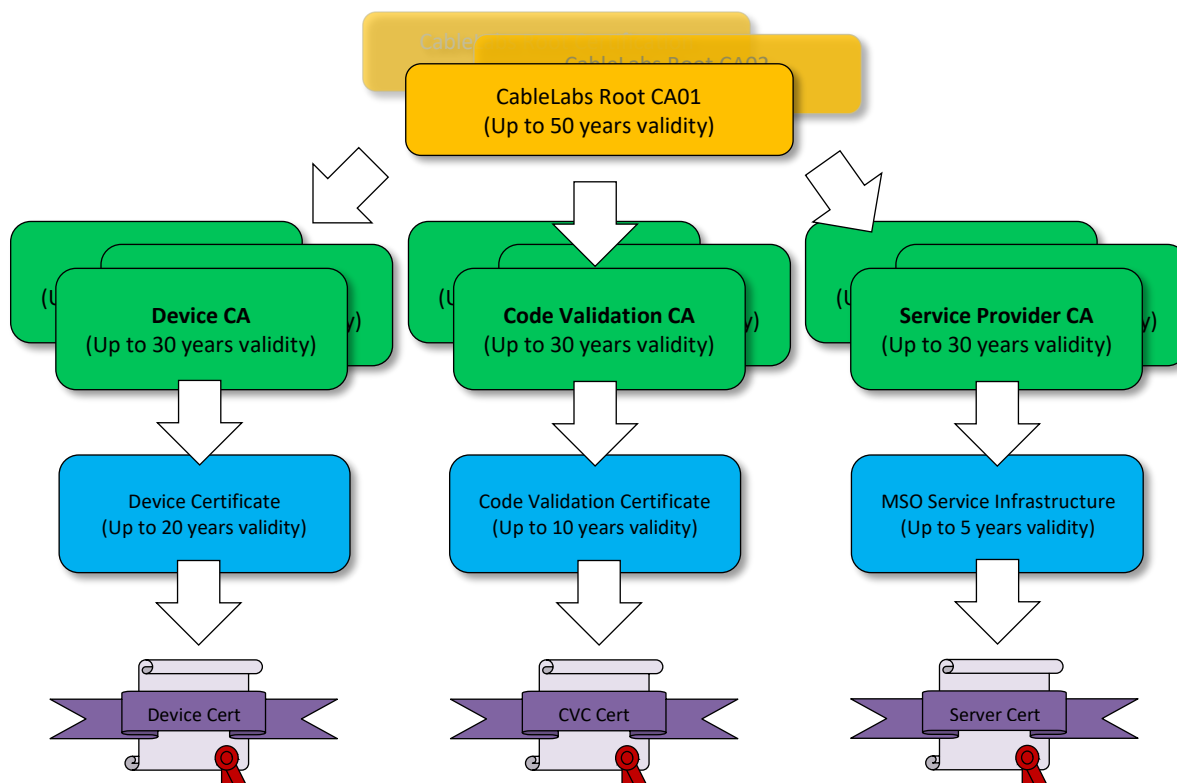 CableLabs Root CA01
(Up to 50 years validity)
Device CA
(Up to 30 years validity)
Code Validation CA
(Up to 30 years validity)
Service Provider CA
(Up to 30 years validity)
Device Certificate
(Up to 20 years validity)
Code Validation Certificate
(Up to 10 years validity)
MSO Service Infrastructure
(Up to 5 years validity)
Device Cert
CVC Cert
Server Cert